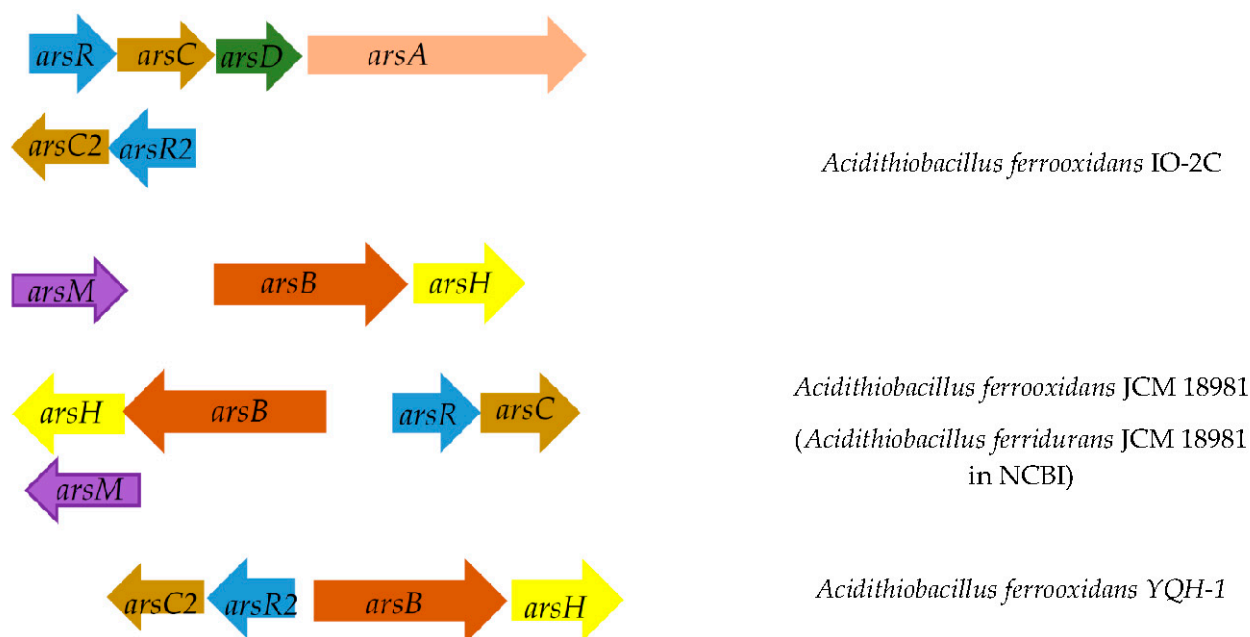 arsR arsC arsD arsA
arsC2 arsR2
Acidithiobacillus ferrooxidans IO-2C
arsM arsB arsH
Acidithiobacillus ferrooxidans JCM 18981
arsH arsB arsR arsC
(Acidithiobacillus ferridurans JCM 18981
in NCBI)
arsM
arsC2 arsR2 arsB arsH
Acidithiobacillus ferrooxidans YQH-1